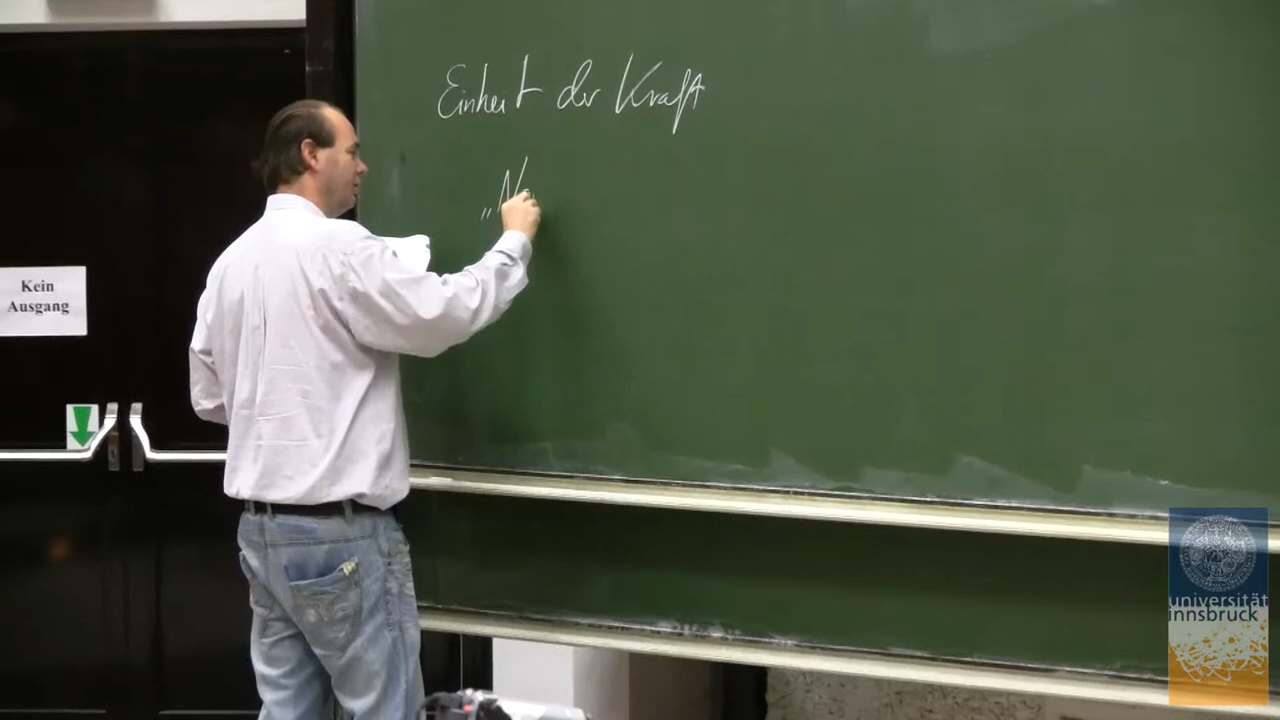 Einheit der Kraft
„N
Kein
Ausgang
universität
innsbruck